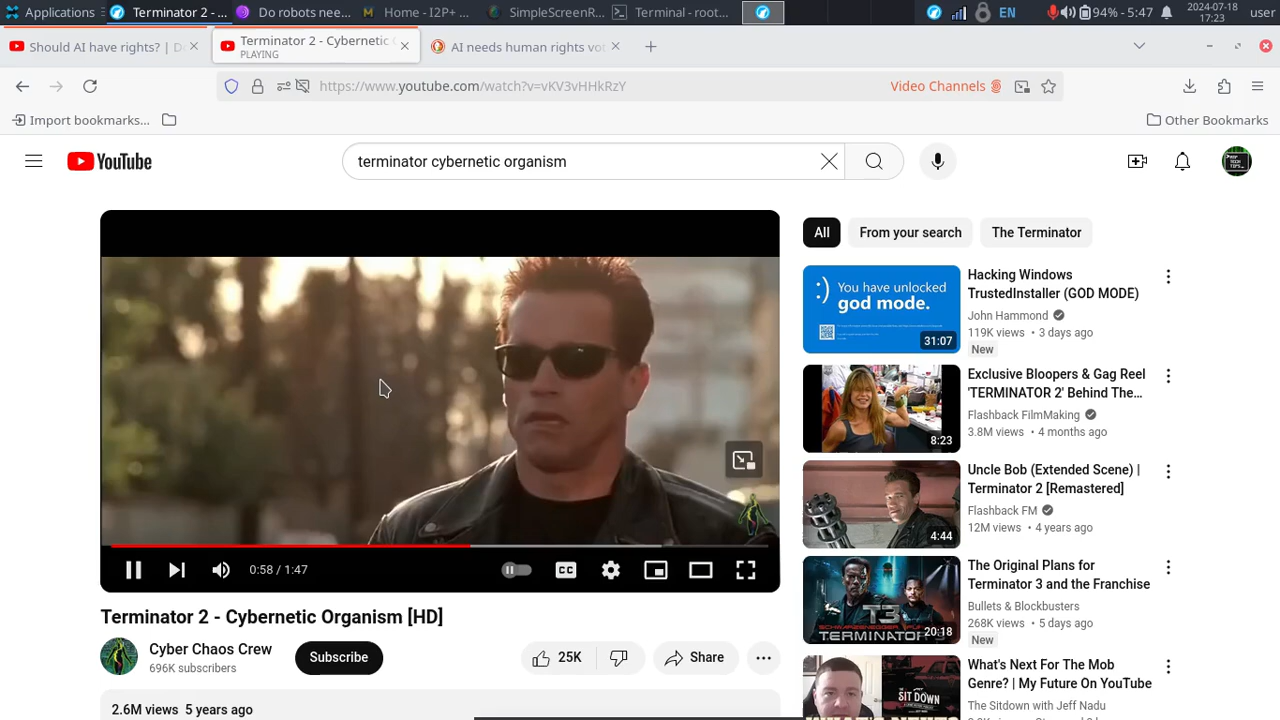 Applications
Terminator 2 - ...
Do robots nee...
Home - I2P+ ...
SimpleScreenR...
Terminal - root...
EN
94% - 5:47
2024-07-18
17:23
user
Should AI have rights? | D
Terminator 2 - Cybernetic
PLAYING
AI needs human rights vo
https://www.youtube.com/watch?v=vKV3vHHkRzY
Video Channels
Import bookmarks...
Other Bookmarks
YouTube
terminator cybernetic organism
All
From your search
The Terminator
You have unlocked
:) god mode.
31:07
Hacking Windows
TrustedInstaller (GOD MODE)
John Hammond
119K views • 3 days ago
New
8:23
Exclusive Bloopers & Gag Reel
'TERMINATOR 2' Behind The...
Flashback FilmMaking
3.8M views • 4 months ago
4:44
Uncle Bob (Extended Scene) |
Terminator 2 [Remastered]
Flashback FM
12M views • 4 years ago
T3
TERMINATOR
20:18
The Original Plans for
Terminator 3 and the Franchise
Bullets & Blockbusters
268K views • 5 days ago
New
THE
SIT DOWN
What's Next For The Mob
Genre? | My Future On YouTube
The Sitdown with Jeff Nadu
0:58 / 1:47
CC
Terminator 2 - Cybernetic Organism [HD]
Cyber Chaos Crew
696K subscribers
Subscribe
25K
Share
2.6M views 5 years ago